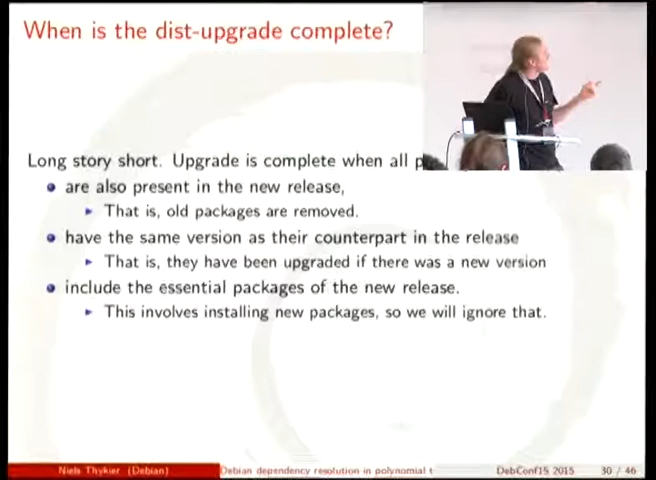 When is the dist-upgrade complete?
Long story short. Upgrade is complete when all
are also present in the new release,
That is, old packages are removed.
have the same version as their counterpart in the release
That is, they have been upgraded if there was a new version
include the essential packages of the new release.
This involves installing new packages, so we will ignore that.
Niels Thykier (Debian) Debian dependency resolution in polynomial t DebConf15 2015 30 / 46